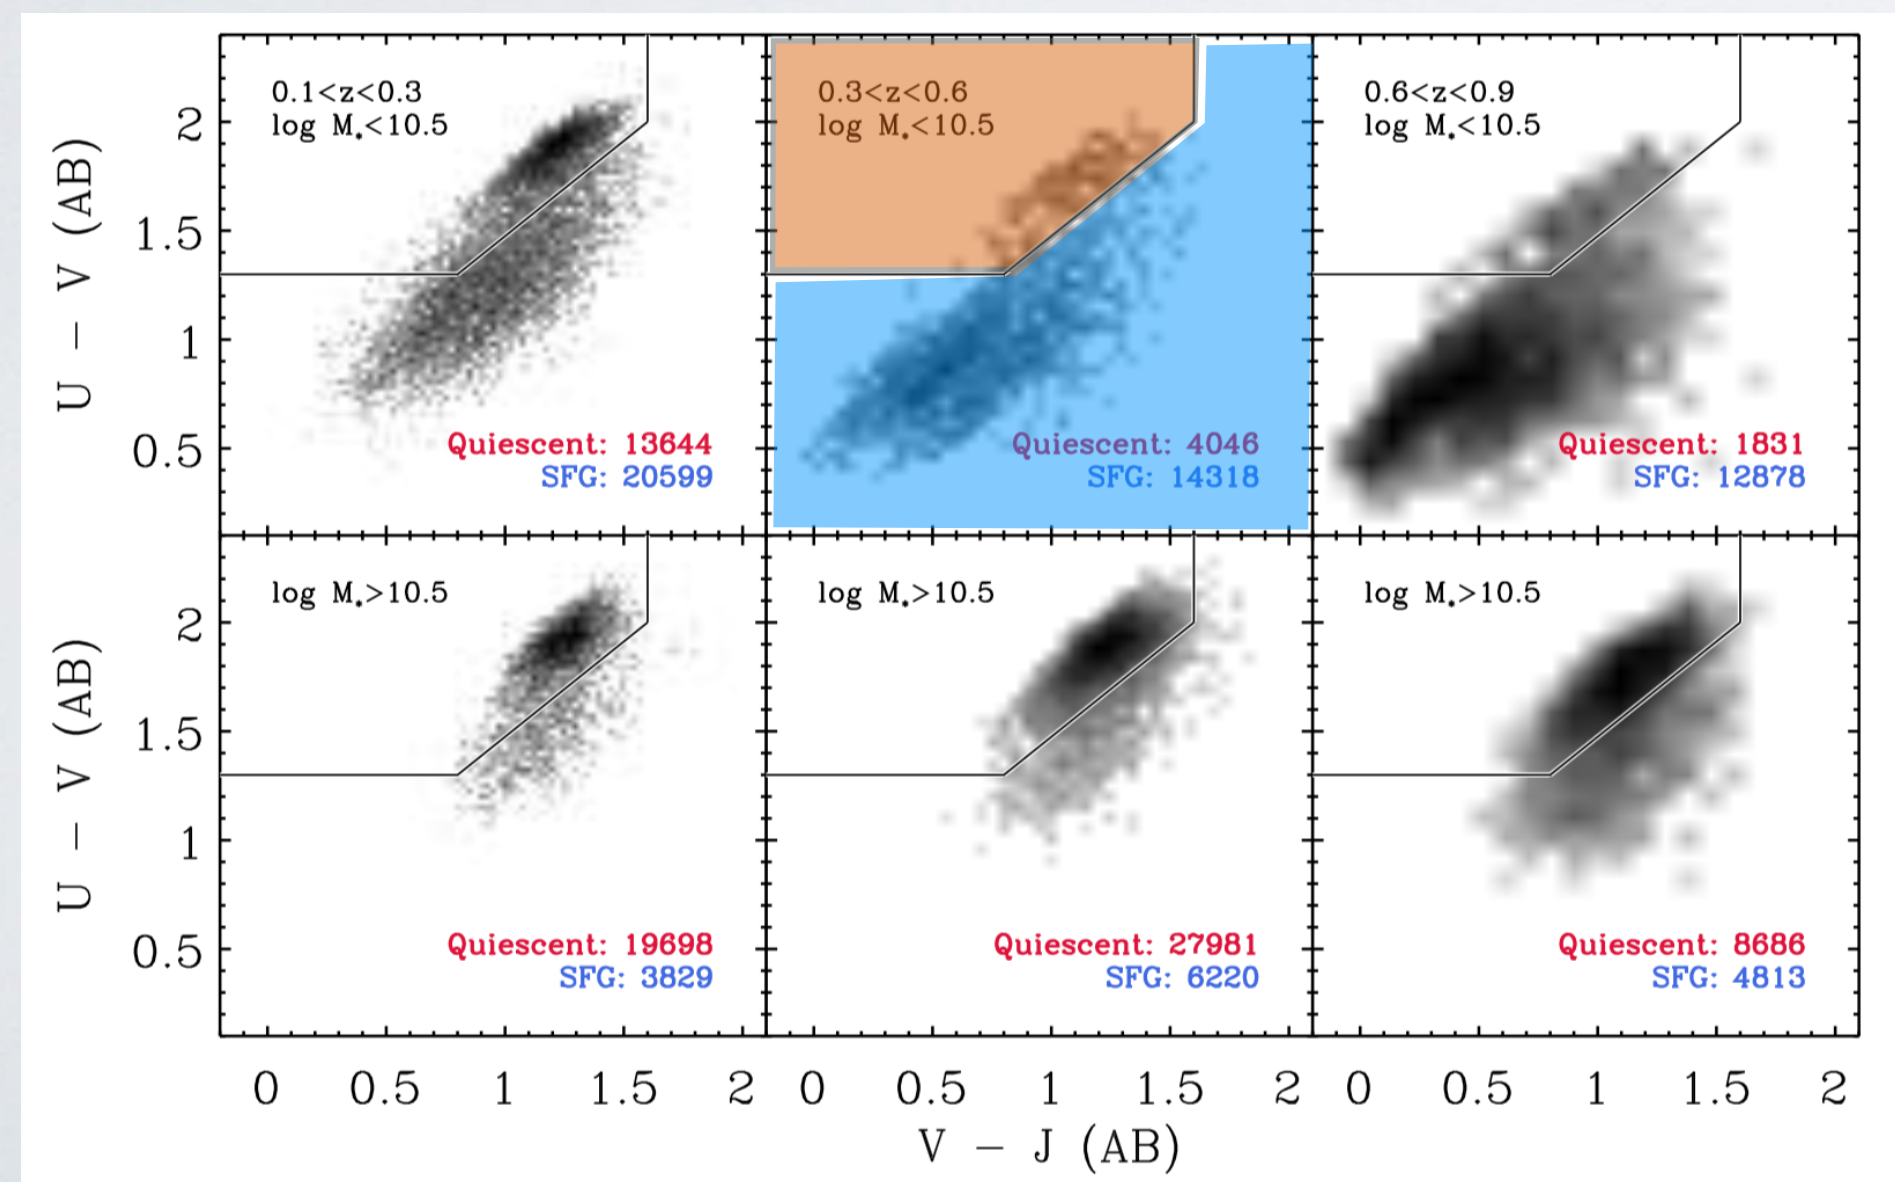 0.1<z<0.3
log M*<10.5
Quiescent: 13644
SFG: 20599
0.3<z<0.6
log M*<10.5
Quiescent: 4046
SFG: 14318
0.6<z<0.9
log M*<10.5
Quiescent: 1831
SFG: 12878
U − V (AB)
2
1.5
1
0.5
log M*>10.5
Quiescent: 19698
SFG: 3829
log M*>10.5
Quiescent: 27981
SFG: 6220
log M*>10.5
Quiescent: 8686
SFG: 4813
U − V (AB)
2
1.5
1
0.5
0 0.5 1 1.5 2 0 0.5 1 1.5 2 0 0.5 1 1.5 2
V − J (AB)